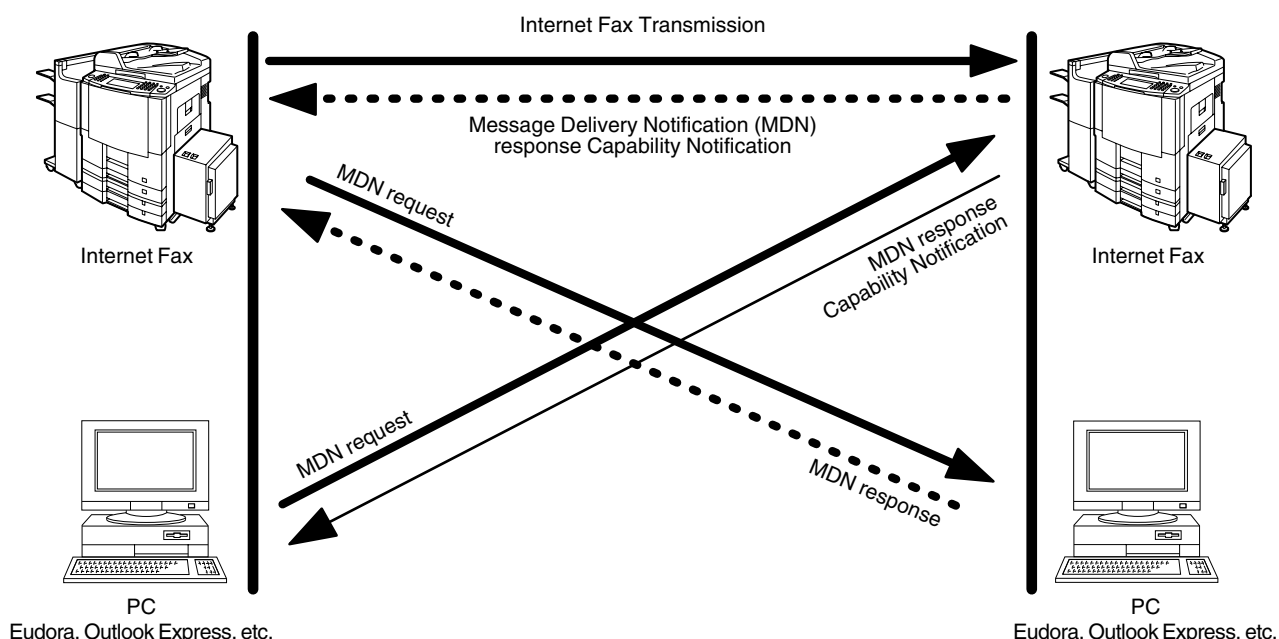 Internet Fax Transmission
Message Delivery Notification (MDN)
response Capability Notification
MDN request
MDN response
Capability Notification
Internet Fax
Internet Fax
MDN request
MDN response
PC
Eudora, Outlook Express, etc.
PC
Eudora, Outlook Express, etc.